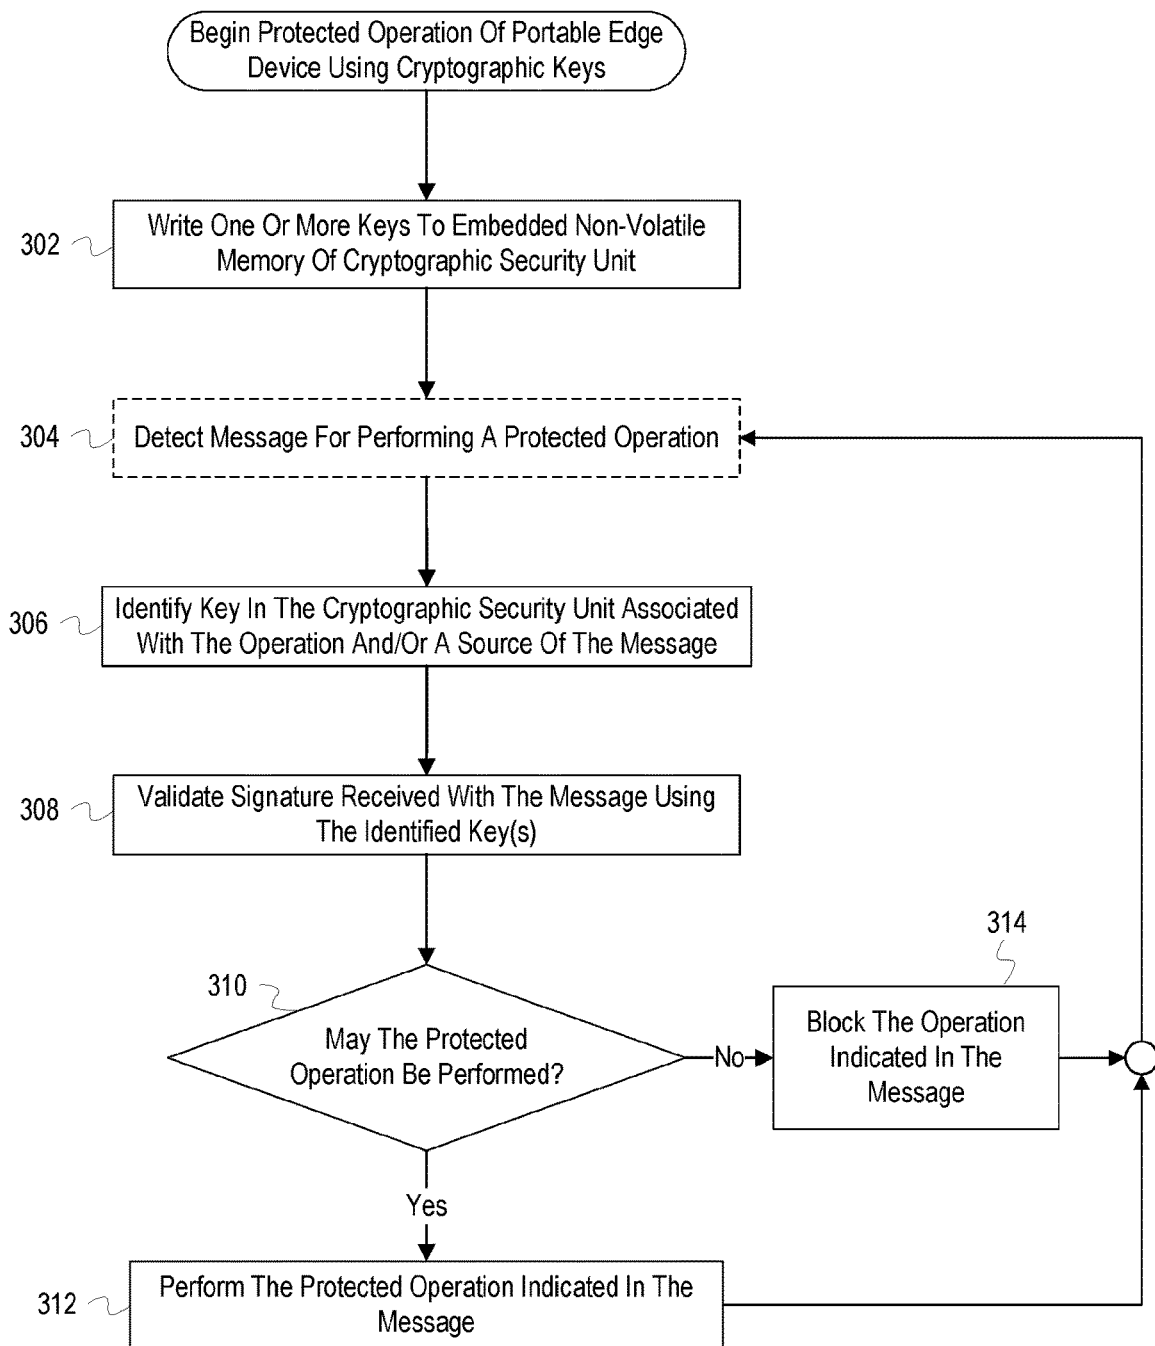 Begin Protected Operation Of Portable Edge
Device Using Cryptographic Keys
302
Write One Or More Keys To Embedded Non-Volatile
Memory Of Cryptographic Security Unit
304
Detect Message For Performing A Protected Operation
306
Identify Key In The Cryptographic Security Unit Associated
With The Operation And/Or A Source Of The Message
308
Validate Signature Received With The Message Using
The Identified Key(s)
310
May The Protected
Operation Be Performed?
No
314
Block The Operation
Indicated In The
Message
Yes
312
Perform The Protected Operation Indicated In The
Message